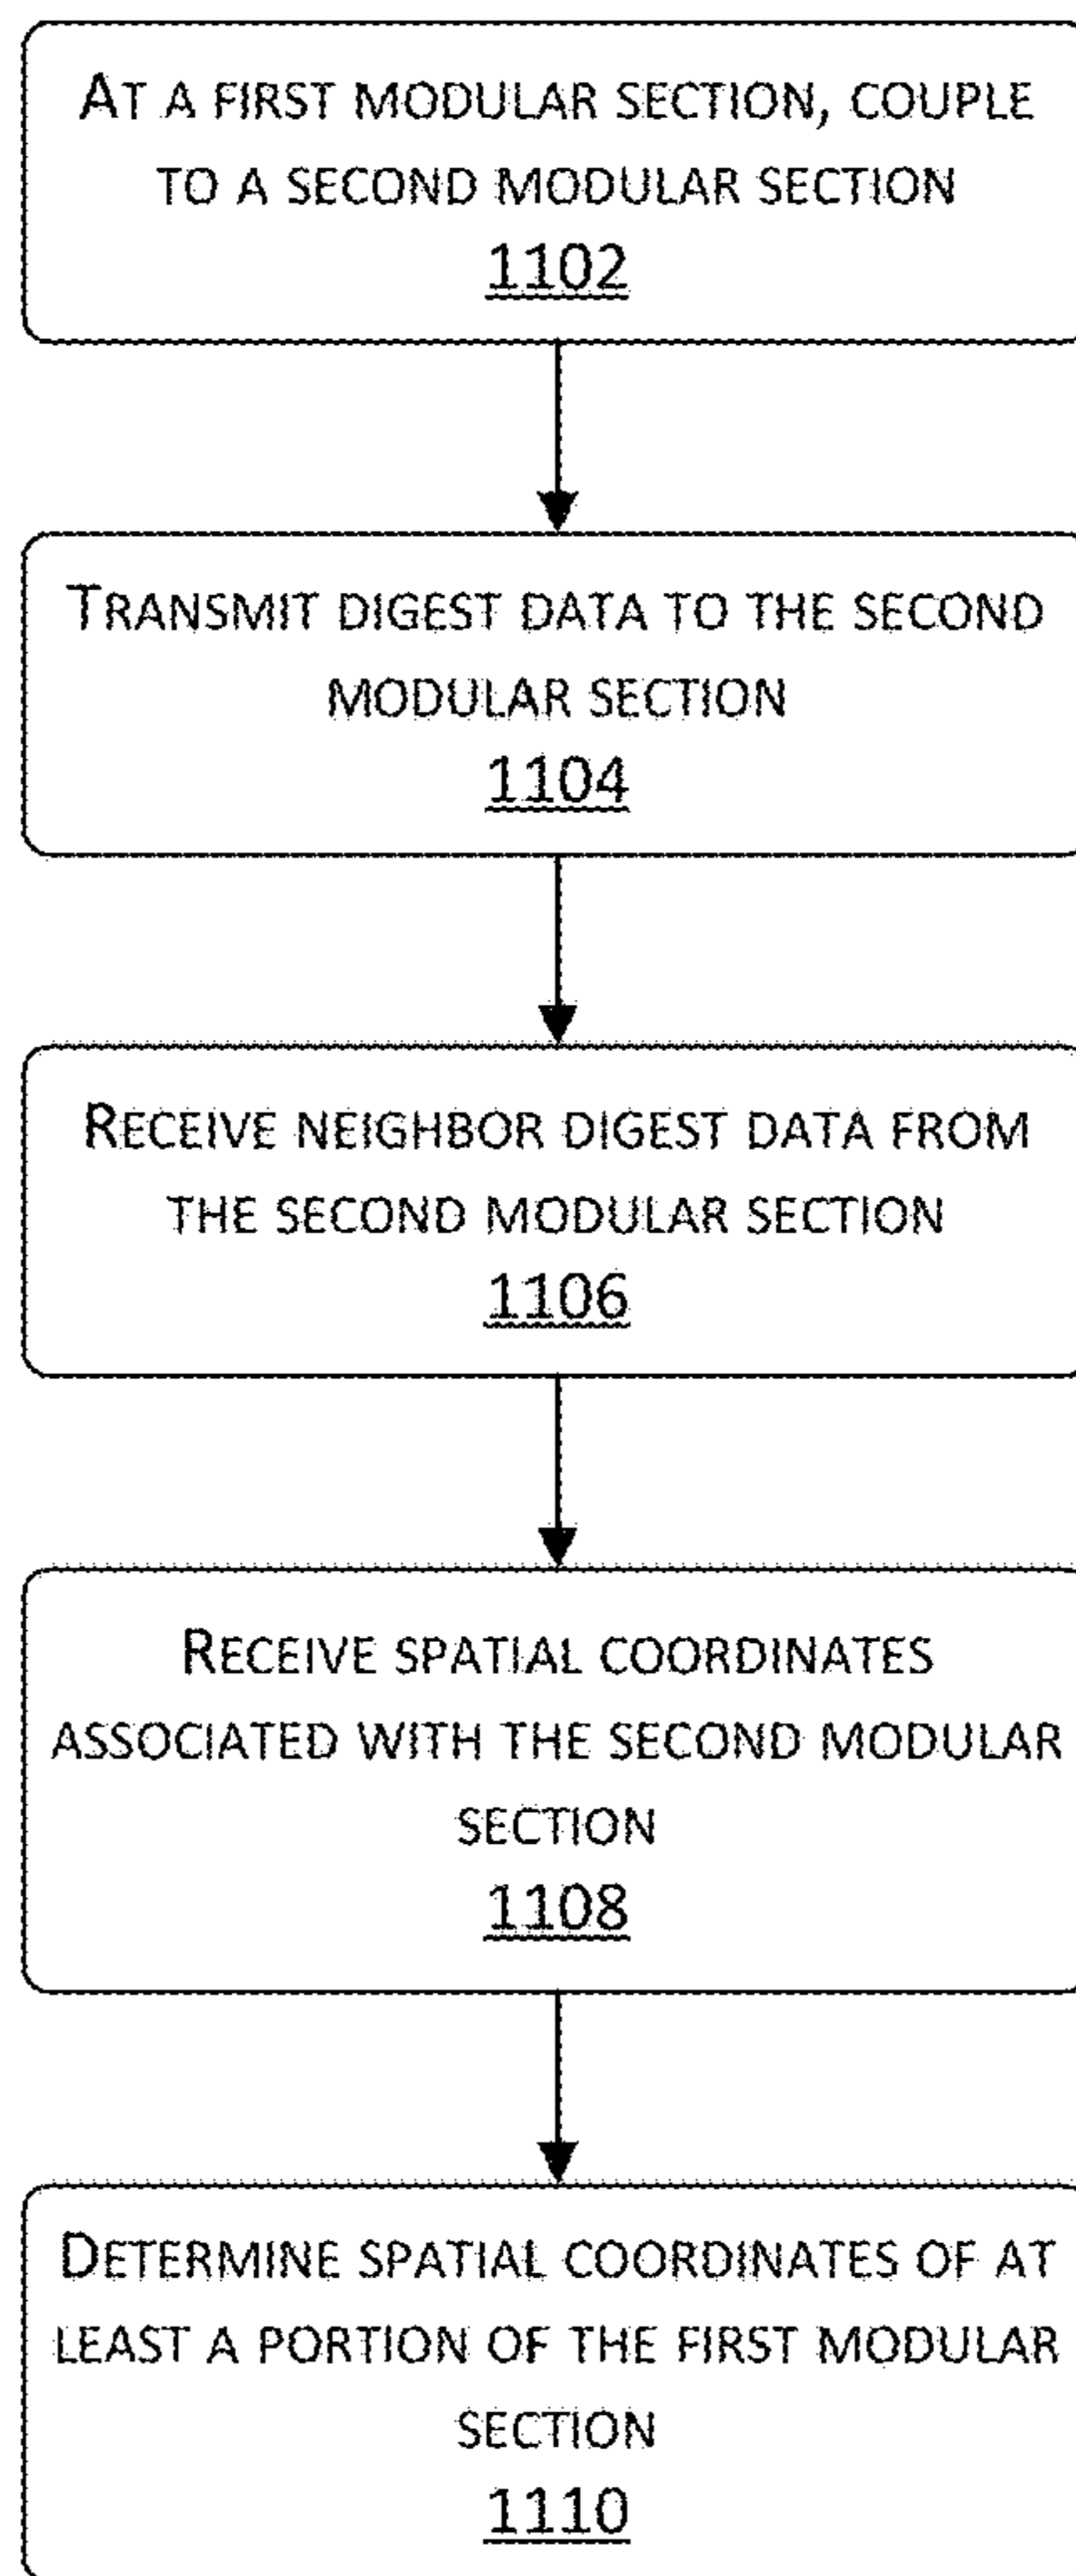 AT A FIRST MODULAR SECTION, COUPLE
TO A SECOND MODULAR SECTION
1102
TRANSMIT DIGEST DATA TO THE SECOND
MODULAR SECTION
1104
RECEIVE NEIGHBOR DIGEST DATA FROM
THE SECOND MODULAR SECTION
1106
RECEIVE SPATIAL COORDINATES
ASSOCIATED WITH THE SECOND MODULAR
SECTION
1108
DETERMINE SPATIAL COORDINATES OF AT
LEAST A PORTION OF THE FIRST MODULAR
SECTION
1110